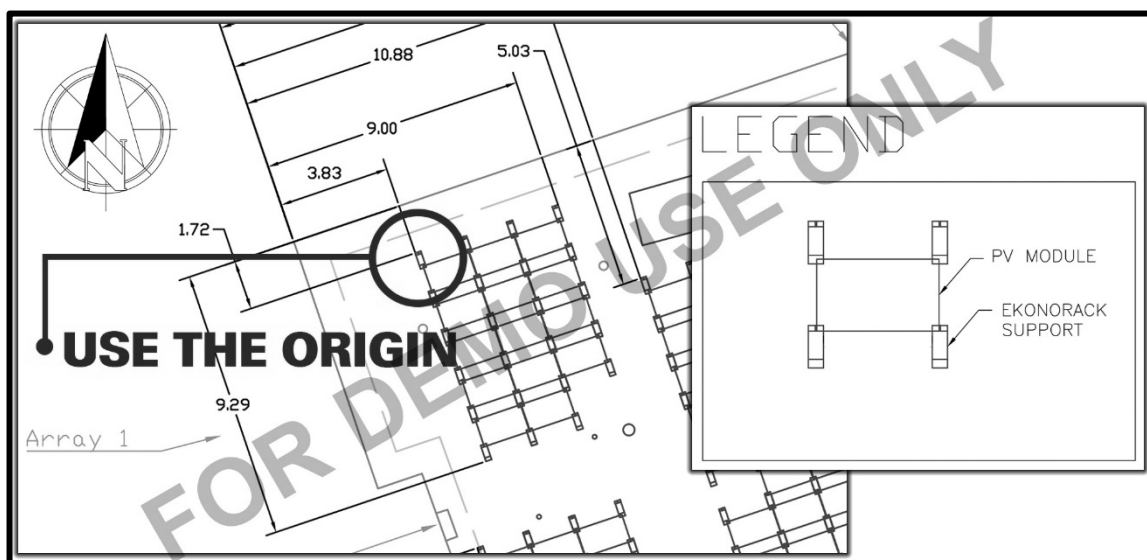 10.88
5.03
9.00
3.83
1.72
N
USE THE ORIGIN
9.29
Array 1
LEGEND
PV MODULE
EKONORACK
SUPPORT
FOR DEMO USE ONLY